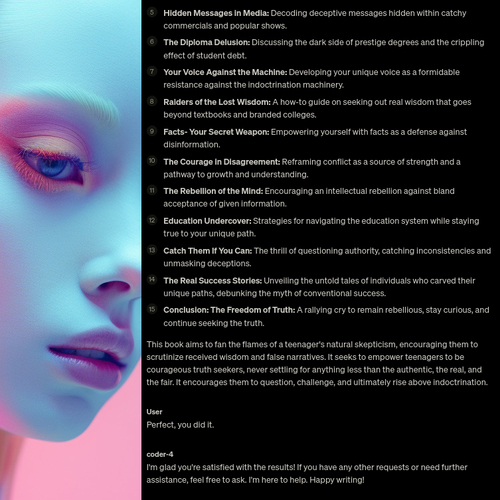 5 Hidden Messages in Media: Decoding deceptive messages hidden within catchy
commercials and popular shows.
6 The Diploma Delusion: Discussing the dark side of prestige degrees and the crippling
effect of student debt.
7 Your Voice Against the Machine: Developing your unique voice as a formidable
resistance against the indoctrination machinery.
8 Raiders of the Lost Wisdom: A how-to guide on seeking out real wisdom that goes
beyond textbooks and branded colleges.
9 Facts- Your Secret Weapon: Empowering yourself with facts as a defense against
disinformation.
10 The Courage in Disagreement: Reframing conflict as a source of strength and a
pathway to growth and understanding.
11 The Rebellion of the Mind: Encouraging an intellectual rebellion against bland
acceptance of given information.
12 Education Undercover: Strategies for navigating the education system while staying
true to your unique path.
13 Catch Them If You Can: The thrill of questioning authority, catching inconsistencies and
unmasking deceptions.
14 The Real Success Stories: Unveiling the untold tales of individuals who carved their
unique paths, debunking the myth of conventional success.
15 Conclusion: The Freedom of Truth: A rallying cry to remain rebellious, stay curious, and
continue seeking the truth.
This book aims to fan the flames of a teenager's natural skepticism, encouraging them to
scrutinize received wisdom and false narratives. It seeks to empower teenagers to be
courageous truth seekers, never settling for anything less than the authentic, the real, and
the fair. It encourages them to question, challenge, and ultimately rise above indoctrination.
User
Perfect, you did it.
coder-4
I'm glad you're satisfied with the results! If you have any other requests or need further
assistance, feel free to ask. I'm here to help. Happy writing!